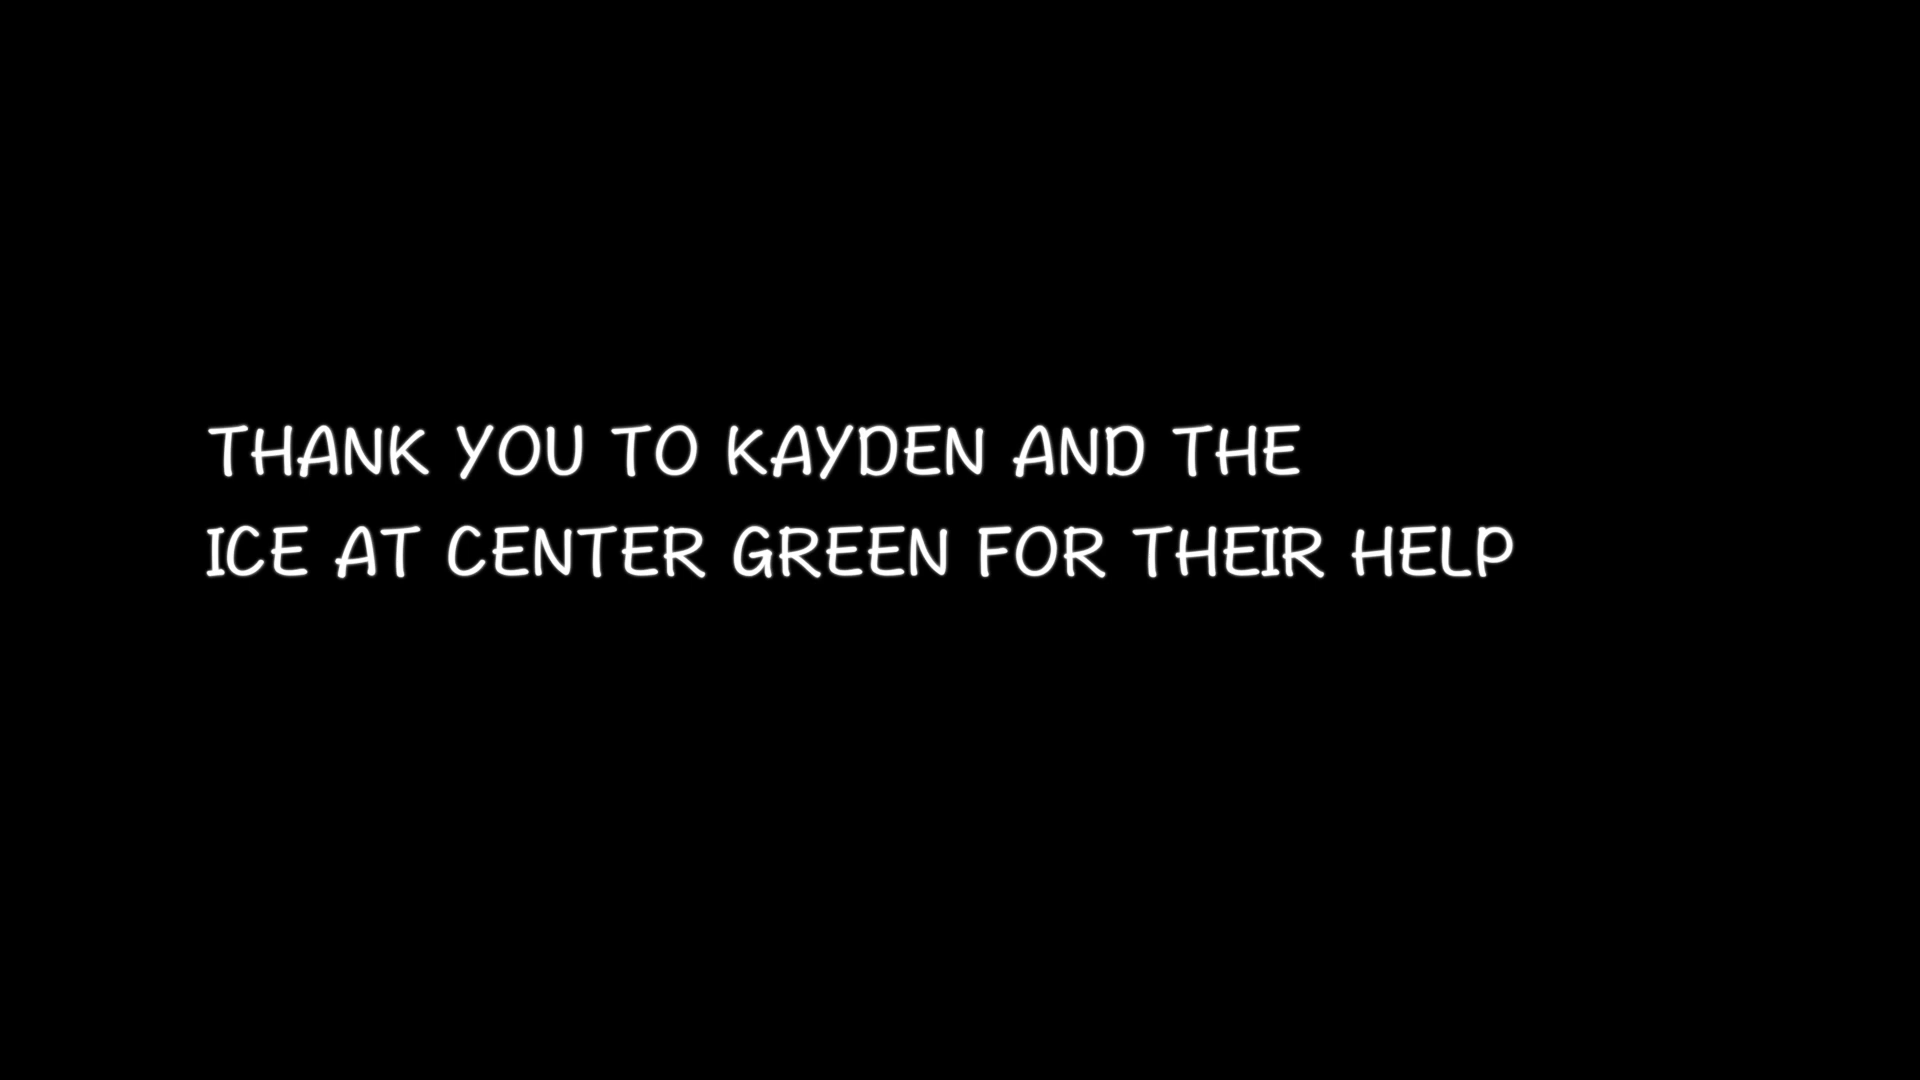 THANK YOU TO KAYDEN AND THE
ICE AT CENTER GREEN FOR THEIR HELP